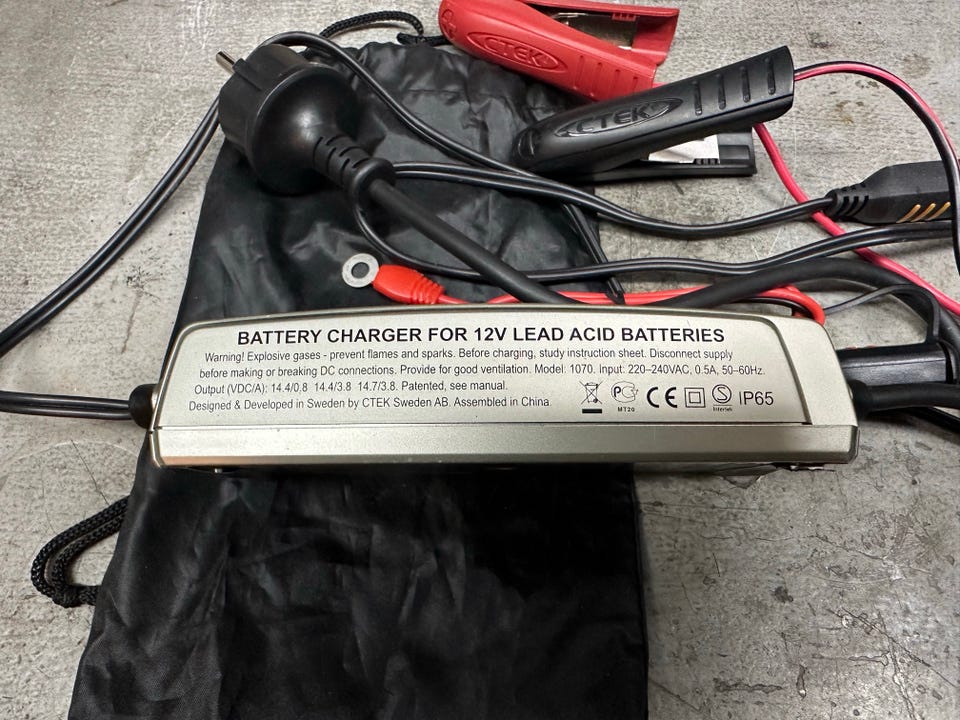 CTEK
CTEK
BATTERY CHARGER FOR 12V LEAD ACID BATTERIES
Warning! Explosive gases - prevent flames and sparks. Before charging, study instruction sheet. Disconnect supply
before making or breaking DC connections. Provide for good ventilation. Model: 1070. input: 220–240VAC, 0.5A, 50–60Hz.
Output (VDC/A): 14.4/0.8 14.4/3.8 14.7/3.8. Patented, see manual.
Designed & Developed in Sweden by CTEK Sweden AB. Assembled in China.
MT20
CE
S
Intertek
IP65